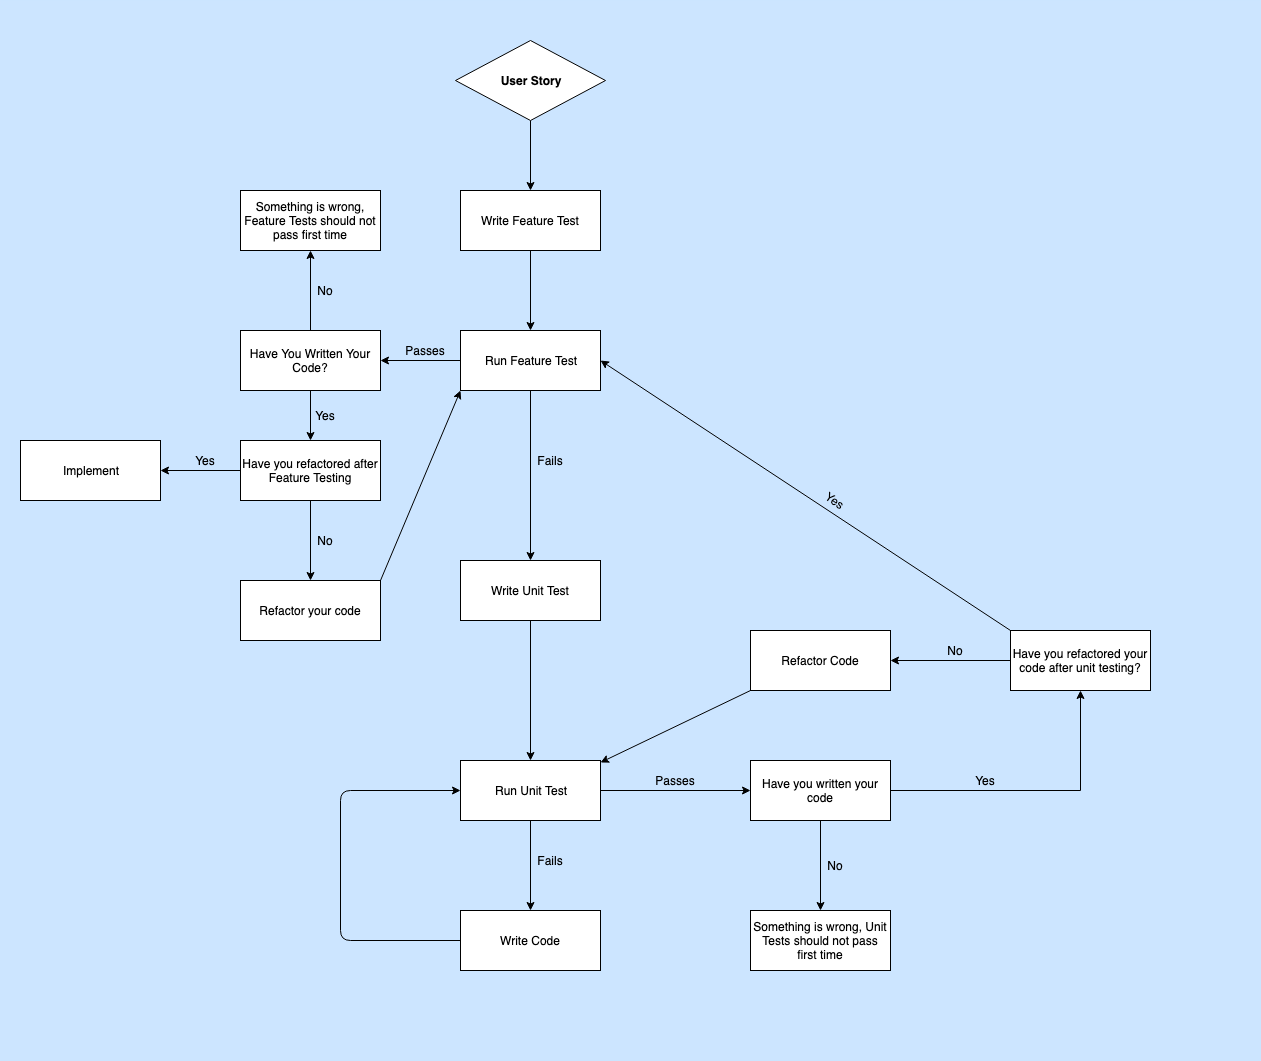 User Story
Something is wrong,
Feature Tests should not
pass first time
Write Feature Test
No
Have You Written Your
Code?
Passes
Run Feature Test
Yes
Implement
Yes
Have you refactored after
Feature Testing
Fails
Yes
No
Refactor your code
Write Unit Test
Refactor Code
No
Have you refactored your
code after unit testing?
Run Unit Test
Passes
Have you written your
code
Yes
Fails
No
Write Code
Something is wrong, Unit
Tests should not pass
first time